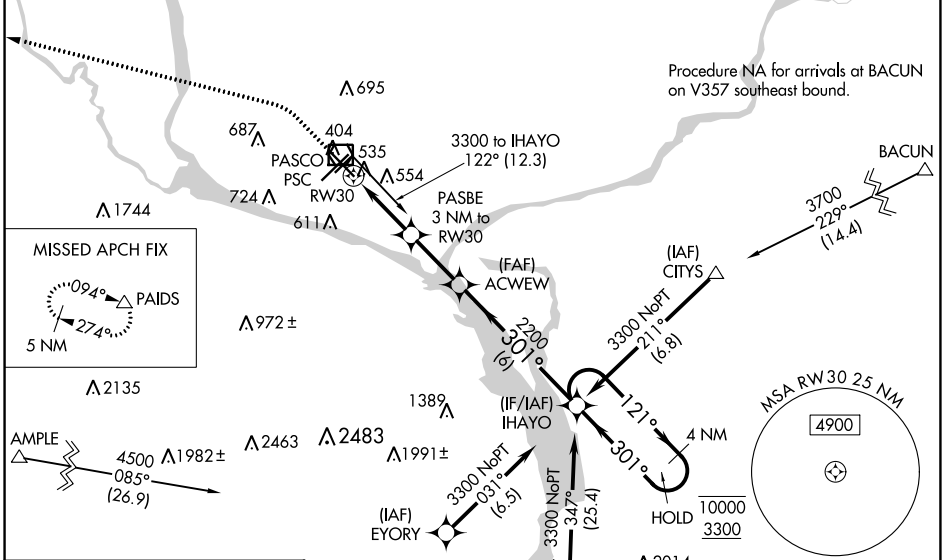 695
Procedure NA for arrivals at BACUN
on V357 southeast bound.
404
687
3300 to IHAYO
122° (12.3)
PASCO
PSC
535
554
RW30
BACUN
3700
229°
(14.4)
724
PASBE
3 NM to
RW30
1744
611
MISSED APCH FIX
094°
PAIDS
274°
5 NM
(FAF)
ACWEW
(IAF)
CITYS
3300 NoPT
211°
(6.8)
972 ±
2200
301°
(6)
2135
1389
(IF/IAF)
IHAYO
121°
4 NM
301°
MSA RW30 25 NM
4900
AMPLE
4500
085°
(26.9)
1982 ±
2463
2483
1991 ±
3300 NoPT
031°
(6.5)
(IAF)
EYORY
3300 NoPT
347°
(25.4)
HOLD
10000
3300